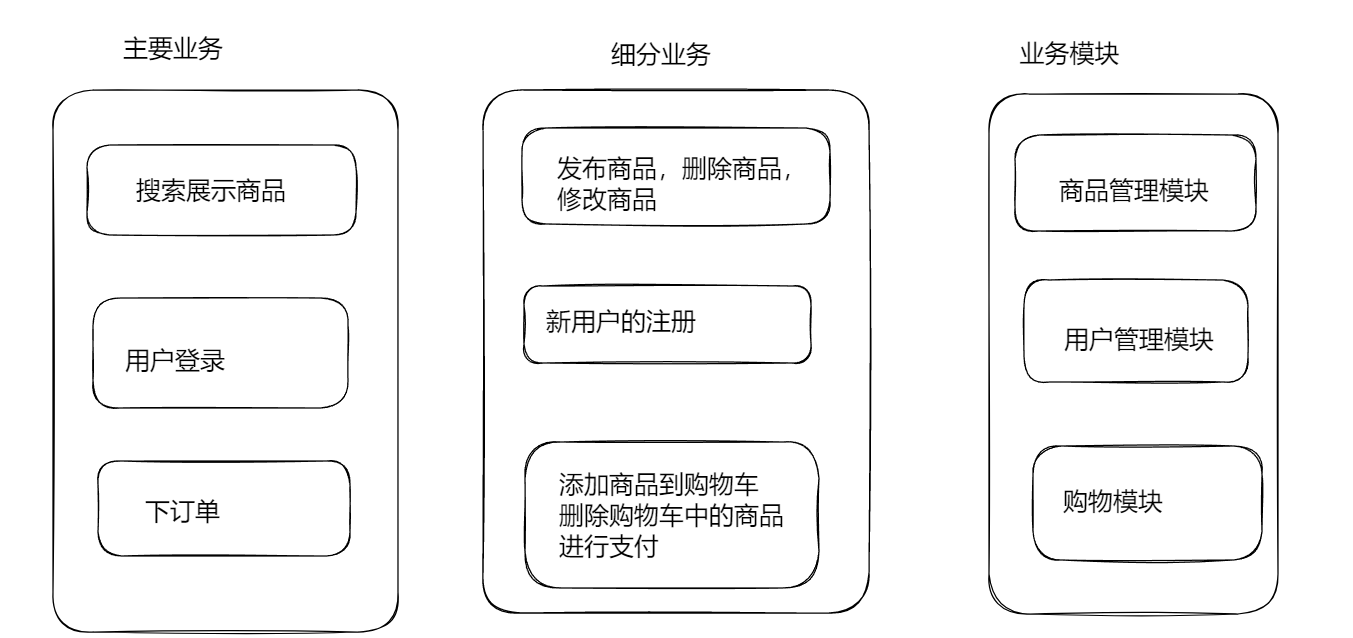 主要业务
搜索展示商品
用户登录
下订单
细分业务
发布商品，删除商品，
修改商品
新用户的注册
添加商品到购物车
删除购物车中的商品
进行支付
业务模块
商品管理模块
用户管理模块
购物模块